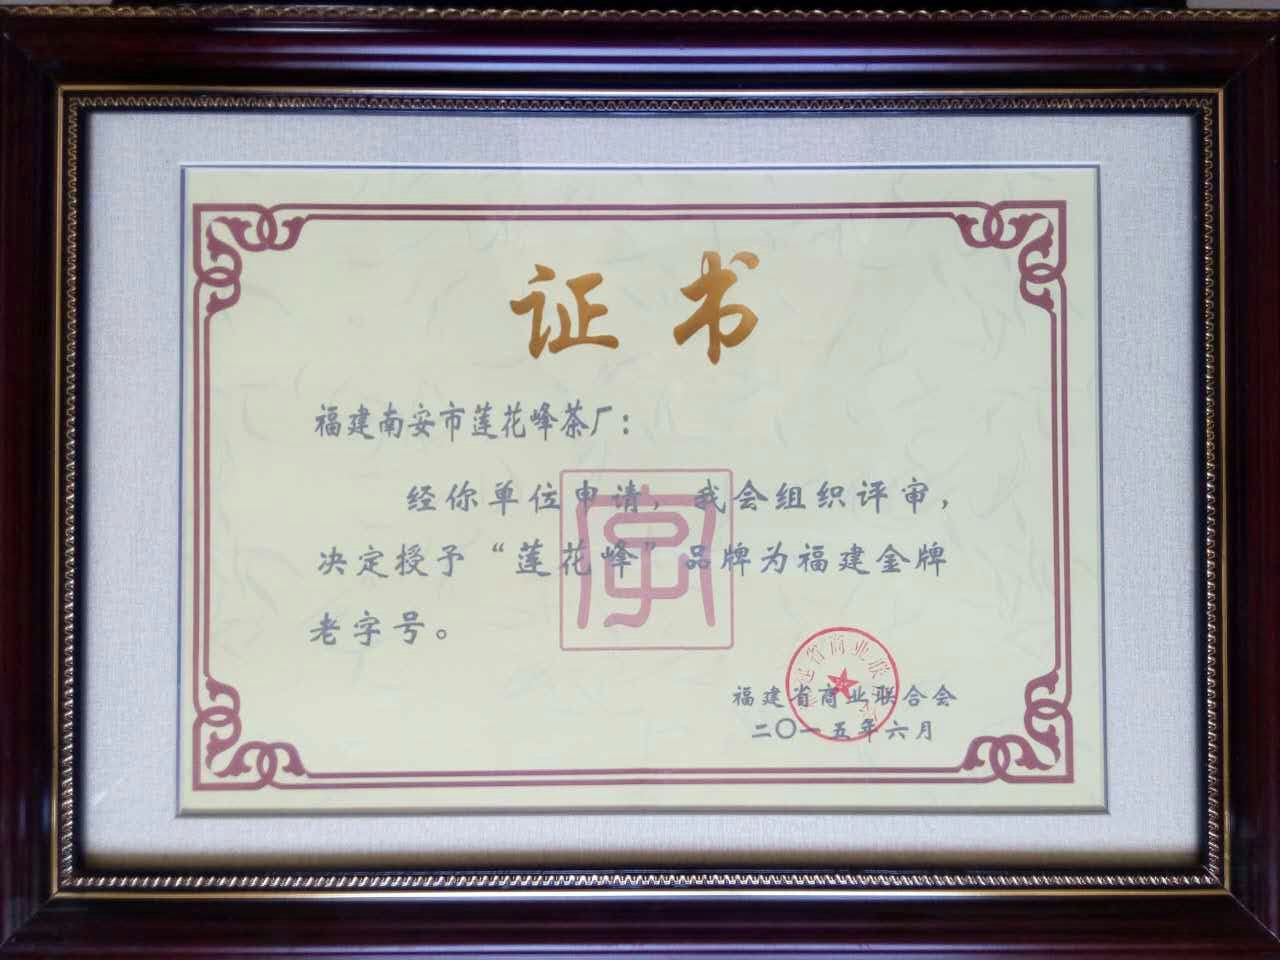 证书
福建南安市莲花峰茶厂：
经你单位申请，我会组织评审，
决定授予“莲花峰”品牌为福建金牌
老字号。
福建省商业联合会
二〇一五年六月